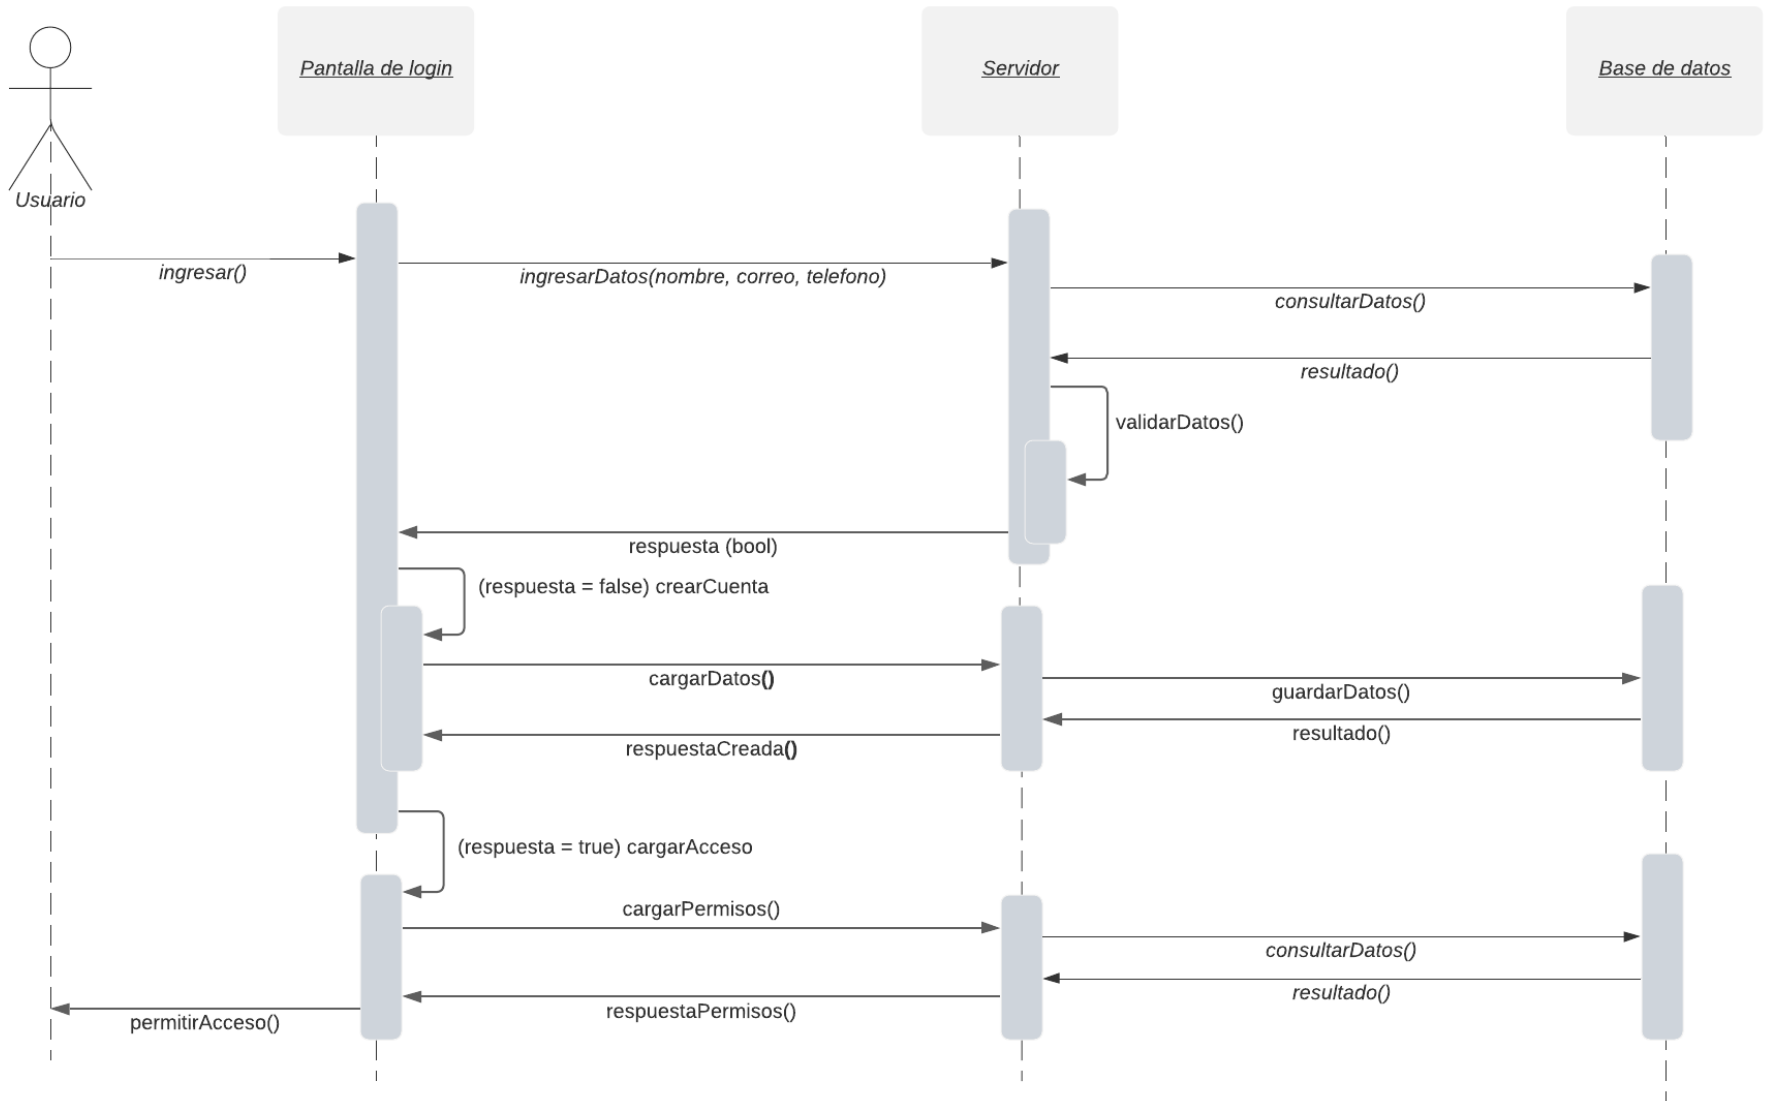 Pantalla de login
Servidor
Base de datos
Usuario
ingresar()
ingresarDatos(nombre, correo, telefono)
consultarDatos()
resultado()
validarDatos()
respuesta (bool)
(respuesta = false) crearCuenta
cargarDatos()
guardarDatos()
resultado()
respuestaCreada()
(respuesta = true) cargarAcceso
cargarPermisos()
consultarDatos()
resultado()
respuestaPermisos()
permitirAcceso()